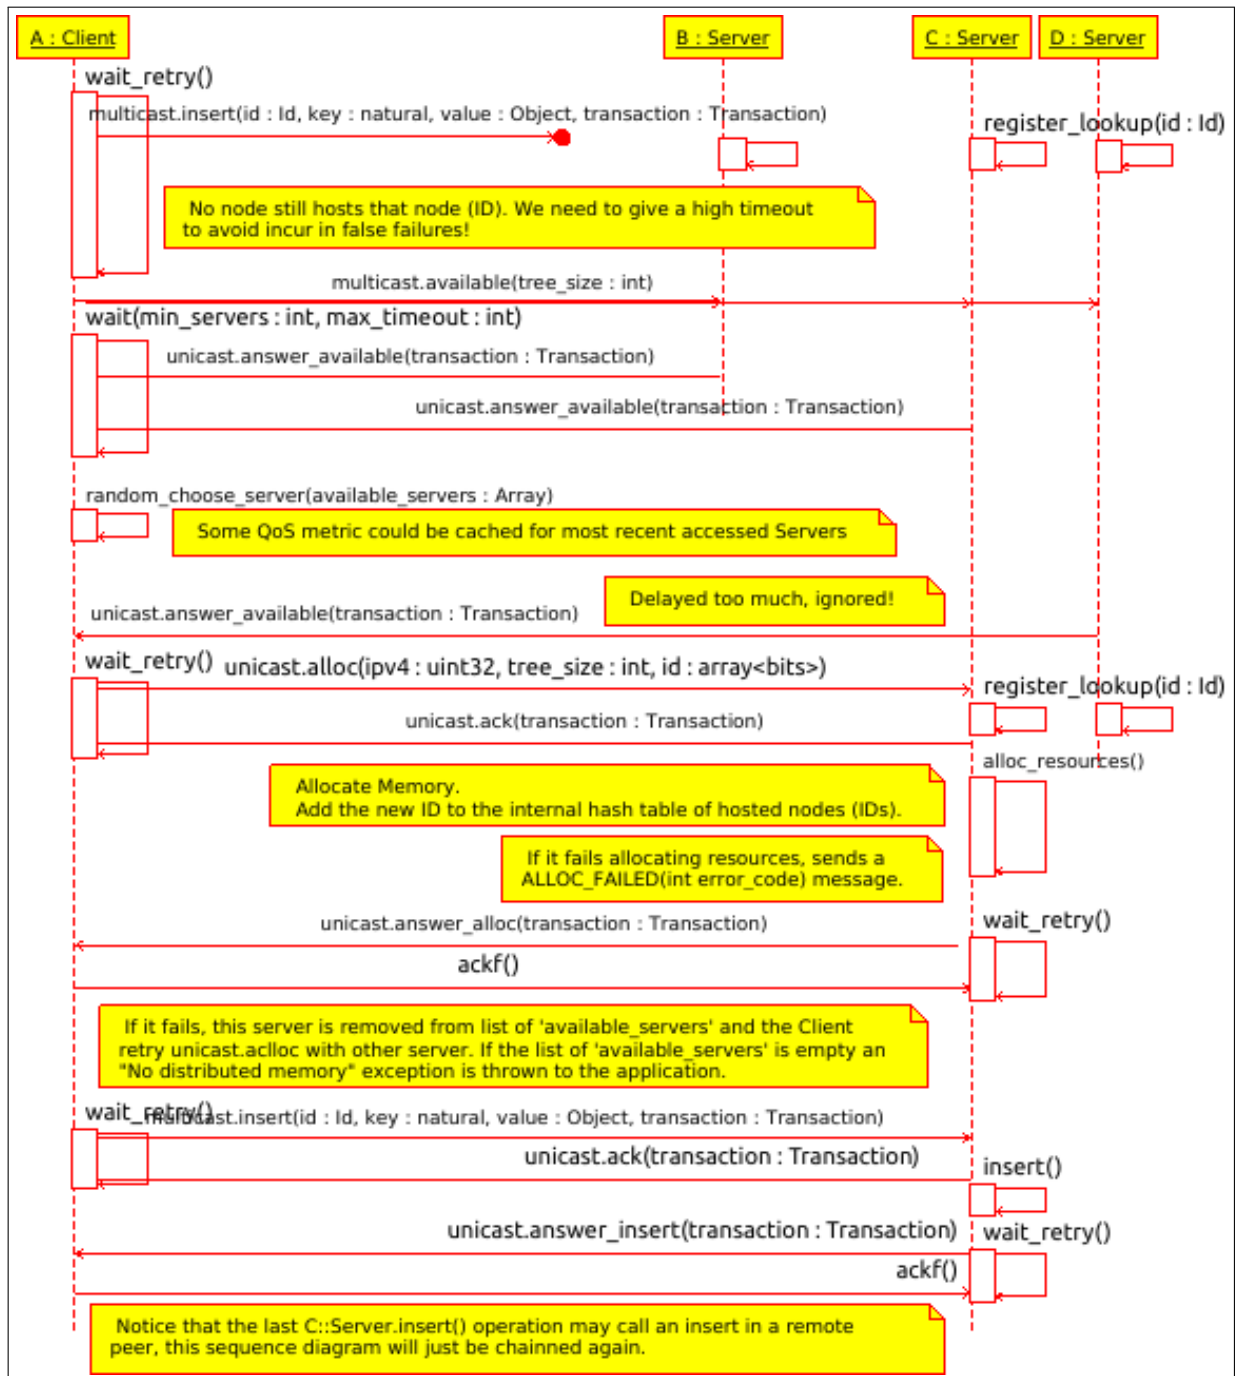 A : Client
B : Server
C : Server
D : Server
wait_retry()
multicast.insert(id : Id, key : natural, value : Object, transaction : Transaction)
register_lookup(id : Id)
No node still hosts that node (ID). We need to give a high timeout
to avoid incur in false failures!
multicast.available(tree_size : int)
wait(min_servers : int, max_timeout : int)
unicast.answer_available(transaction : Transaction)
unicast.answer_available(transaction : Transaction)
random_choose_server(available_servers : Array)
Some QoS metric could be cached for most recent accessed Servers
Delayed too much, ignored!
unicast.answer_available(transaction : Transaction)
wait_retry()
unicast.alloc(ipv4 : uint32, tree_size : int, id : array<bits>)
register_lookup(id : Id)
unicast.ack(transaction : Transaction)
alloc_resources()
Allocate Memory.
Add the new ID to the internal hash table of hosted nodes (IDs).
If it fails allocating resources, sends a
ALLOC_FAILED(int error_code) message.
unicast.answer_alloc(transaction : Transaction)
wait_retry()
ackf()
If it fails, this server is removed from list of 'available_servers' and the Client
retry unicast.aclloc with other server. If the list of 'available_servers' is empty an
"No distributed memory" exception is thrown to the application.
wait_retry()
multicast.insert(id : Id, key : natural, value : Object, transaction : Transaction)
unicast.ack(transaction : Transaction)
insert()
unicast.answer_insert(transaction : Transaction)
wait_retry()
ackf()
Notice that the last C::Server.insert() operation may call an insert in a remote
peer, this sequence diagram will just be chainned again.